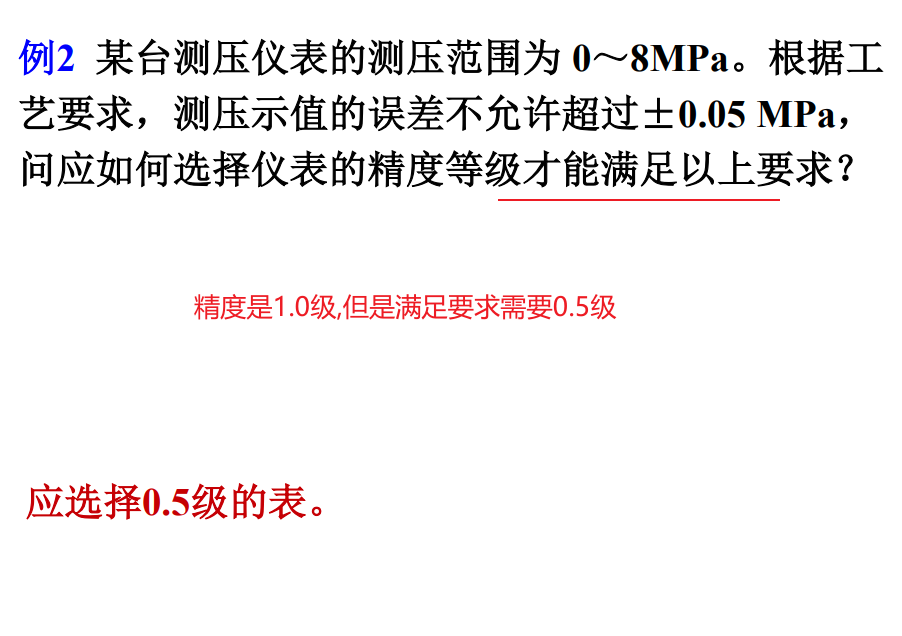 例2 某台测压仪表的测压范围为 0～8MPa。根据工
艺要求，测压示值的误差不允许超过±0.05 MPa，
问应如何选择仪表的精度等级才能满足以上要求？
精度是1.0级,但是满足要求需要0.5级
应选择0.5级的表。